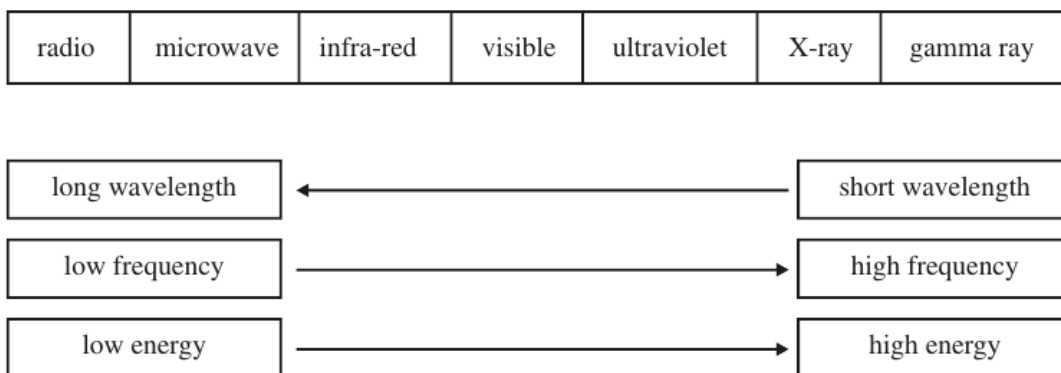 radio microwave infra-red visible ultraviolet X-ray gamma ray
long wavelength short wavelength
low frequency high frequency
low energy high energy